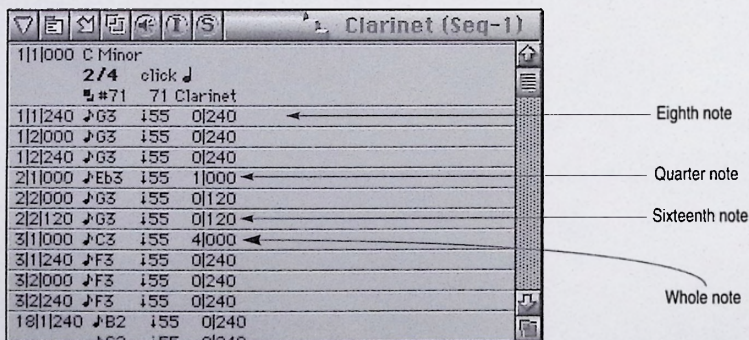 Clarinet (Seq-1)
1|1|000 C Minor
2/4 click
#71 71 Clarinet
1|1|240 ♪G3 ↓55 0|240
Eighth note
1|2|000 ♪G3 ↓55 0|240
1|2|240 ♪G3 ↓55 0|240
2|1|000 ♪Eb3 ↓55 1|000
Quarter note
2|2|000 ♪G3 ↓55 0|120
2|2|120 ♪G3 ↓55 0|120
Sixteenth note
3|1|000 ♪C3 ↓55 4|000
Whole note
3|1|240 ♪F3 ↓55 0|240
3|2|000 ♪F3 ↓55 0|240
3|2|240 ♪F3 ↓55 0|240
18|1|240 ♪B2 ↓55 0|240